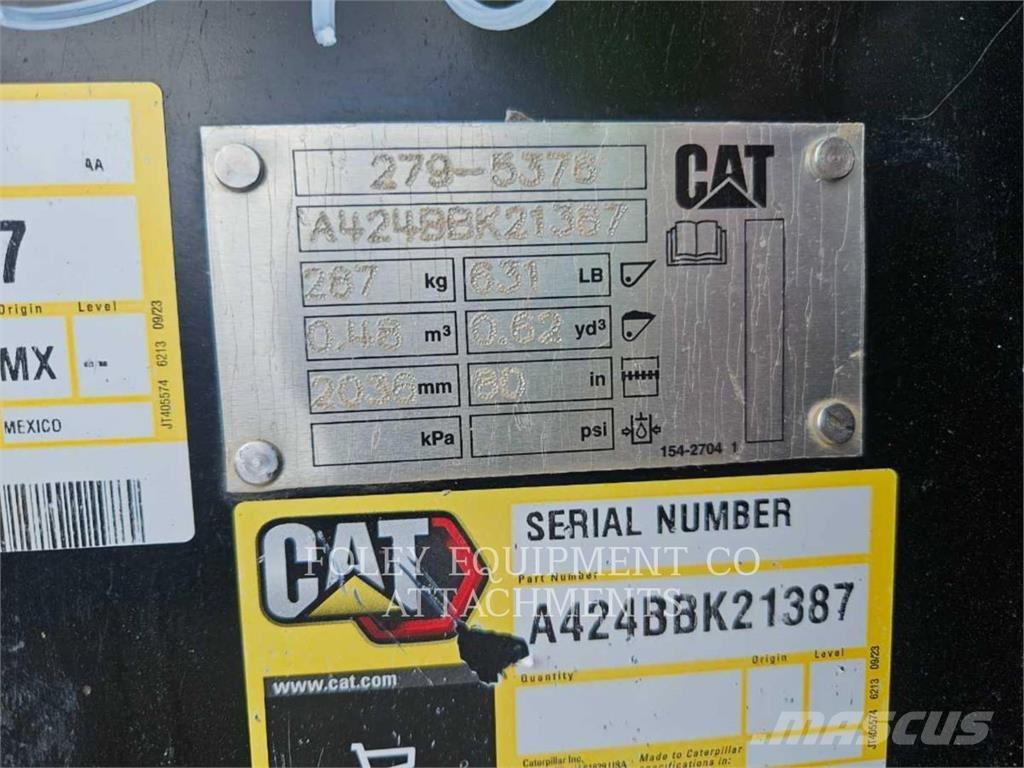 4A
7
Origin Level
MX --
MEXICO
JT405574 6213 09/23
279-5376
A424BBK21387
287 kg 631 LB
0.48 m³ 0.62 yd³
2036 mm 80 in
kPa psi
CAT
154-2704 1
CAT
SERIAL NUMBER
Part Number
A424BBK21387
Origin Level
Quantity
www.cat.com
JT405574 6213 09/23
Caterpillar Inc.
Made to Caterpillar
specifications in:
FOLEY EQUIPMENT CO
ATTACHMENTS
MASCUS